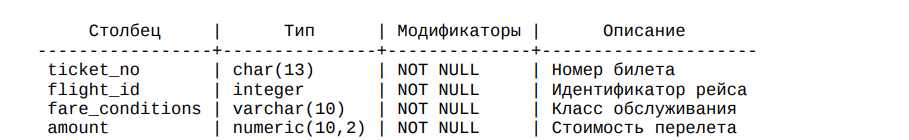 Столбец | Тип | Модификаторы | Описание
-----------------+---------------+--------------+---------------------
ticket_no | char(13) | NOT NULL | Номер билета
flight_id | integer | NOT NULL | Идентификатор рейса
fare_conditions | varchar(10) | NOT NULL | Класс обслуживания
amount | numeric(10,2) | NOT NULL | Стоимость перелета